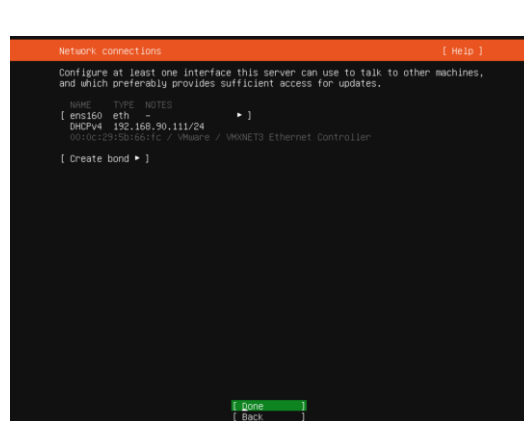 Network connections [ Help ]
Configure at least one interface this server can use to talk to other machines,
and which preferably provides sufficient access for updates.
NAME TYPE NOTES
[ ens160 eth - ▸ ]
DHCPv4 192.168.90.111/24
00:0c:29:5b:66:fc / VMware / VMXNET3 Ethernet Controller
[ Create bond ▸ ]
[ Done ]
[ Back ]